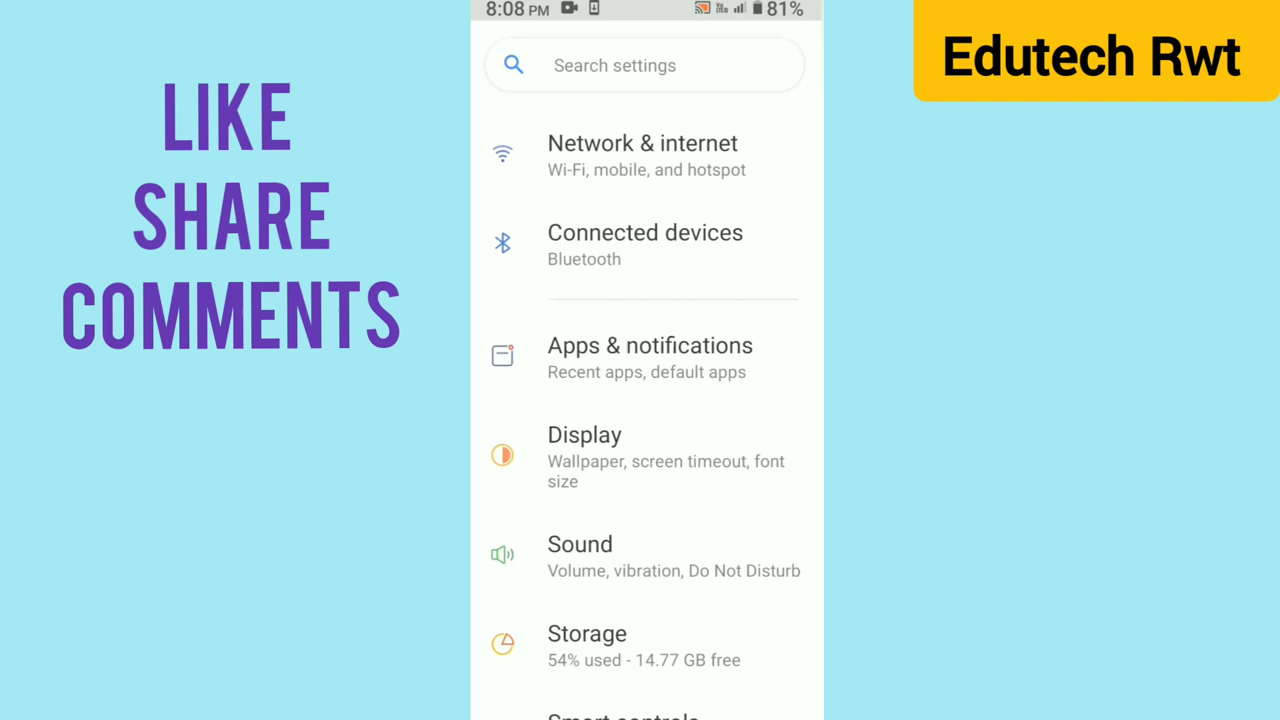 LIKE
SHARE
COMMENTS
8:08 PM
81%
Search settings
Network & internet
Wi-Fi, mobile, and hotspot
Connected devices
Bluetooth
Apps & notifications
Recent apps, default apps
Display
Wallpaper, screen timeout, font
size
Sound
Volume, vibration, Do Not Disturb
Storage
54% used - 14.77 GB free
Smart controls
Edutech Rwt